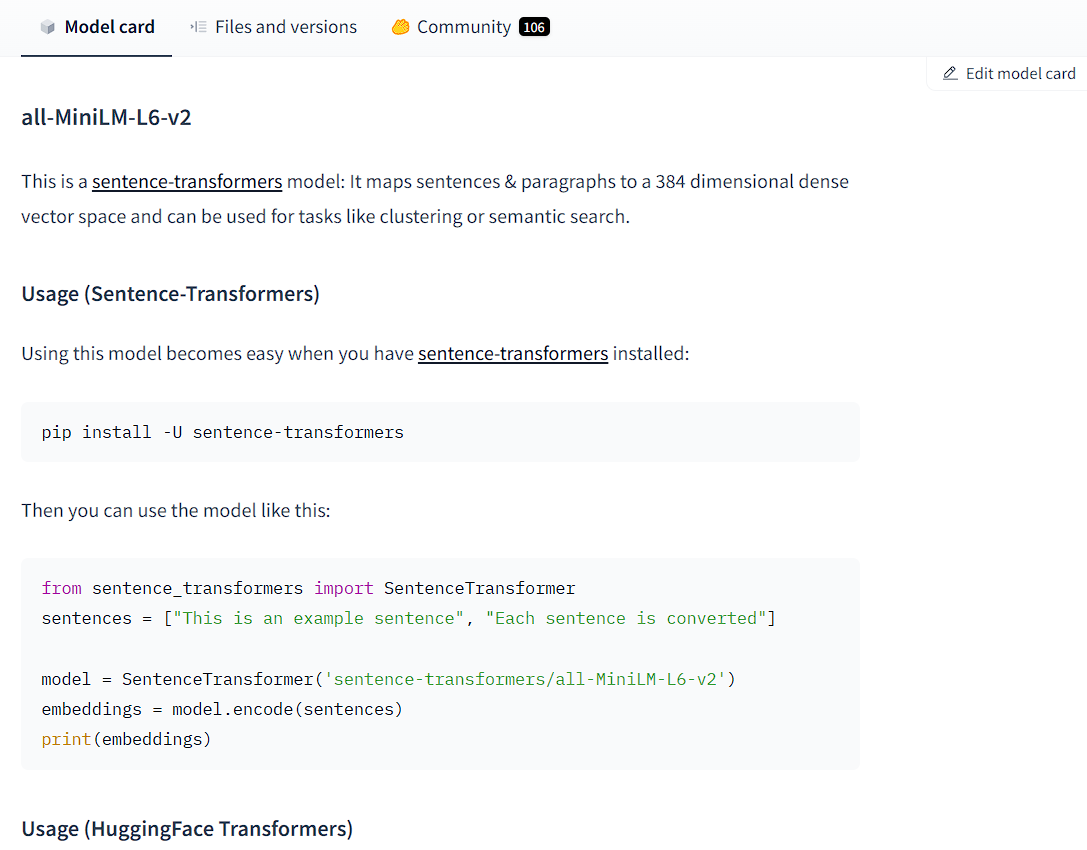 Model card Files and versions Community 106
Edit model card
all-MiniLM-L6-v2
This is a sentence-transformers model: It maps sentences & paragraphs to a 384 dimensional dense
vector space and can be used for tasks like clustering or semantic search.
Usage (Sentence-Transformers)
Using this model becomes easy when you have sentence-transformers installed:
pip install -U sentence-transformers
Then you can use the model like this:
from sentence_transformers import SentenceTransformer
sentences = ["This is an example sentence", "Each sentence is converted"]
model = SentenceTransformer('sentence-transformers/all-MiniLM-L6-v2')
embeddings = model.encode(sentences)
print(embeddings)
Usage (HuggingFace Transformers)